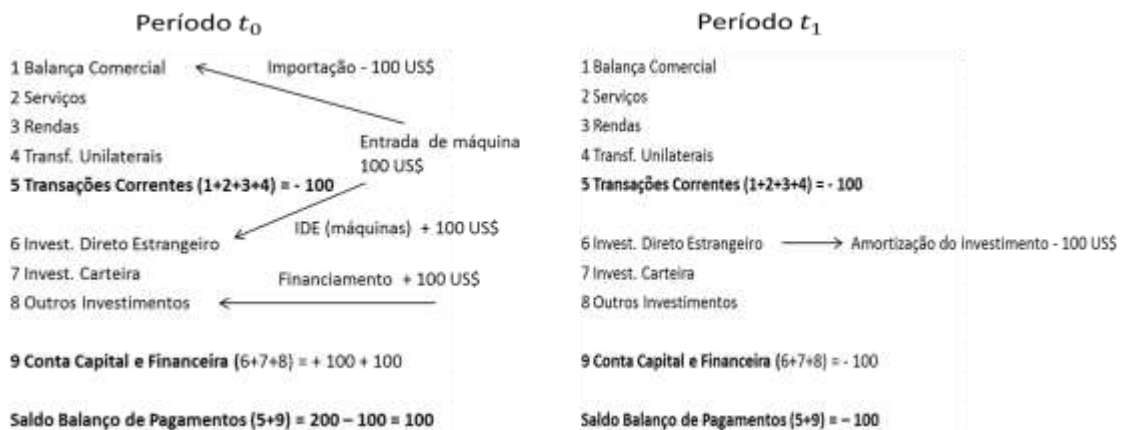 Período t₀
1 Balança Comercial
Importação - 100 US$
2 Serviços
3 Rendas
Entrada de máquina
100 US$
4 Transf. Unilaterais
5 Transações Correntes (1+2+3+4) = - 100
IDE (máquinas) + 100 US$
6 Invest. Direto Estrangeiro
7 Invest. Carteira
Financiamento + 100 US$
8 Outros Investimentos
9 Conta Capital e Financeira (6+7+8) = + 100 + 100
Saldo Balanço de Pagamentos (5+9) = 200 – 100 = 100
Período t₁
1 Balança Comercial
2 Serviços
3 Rendas
4 Transf. Unilaterais
5 Transações Correntes (1+2+3+4) = - 100
6 Invest. Direto Estrangeiro
Amortização do investimento - 100 US$
7 Invest. Carteira
8 Outros Investimentos
9 Conta Capital e Financeira (6+7+8) = - 100
Saldo Balanço de Pagamentos (5+9) = – 100